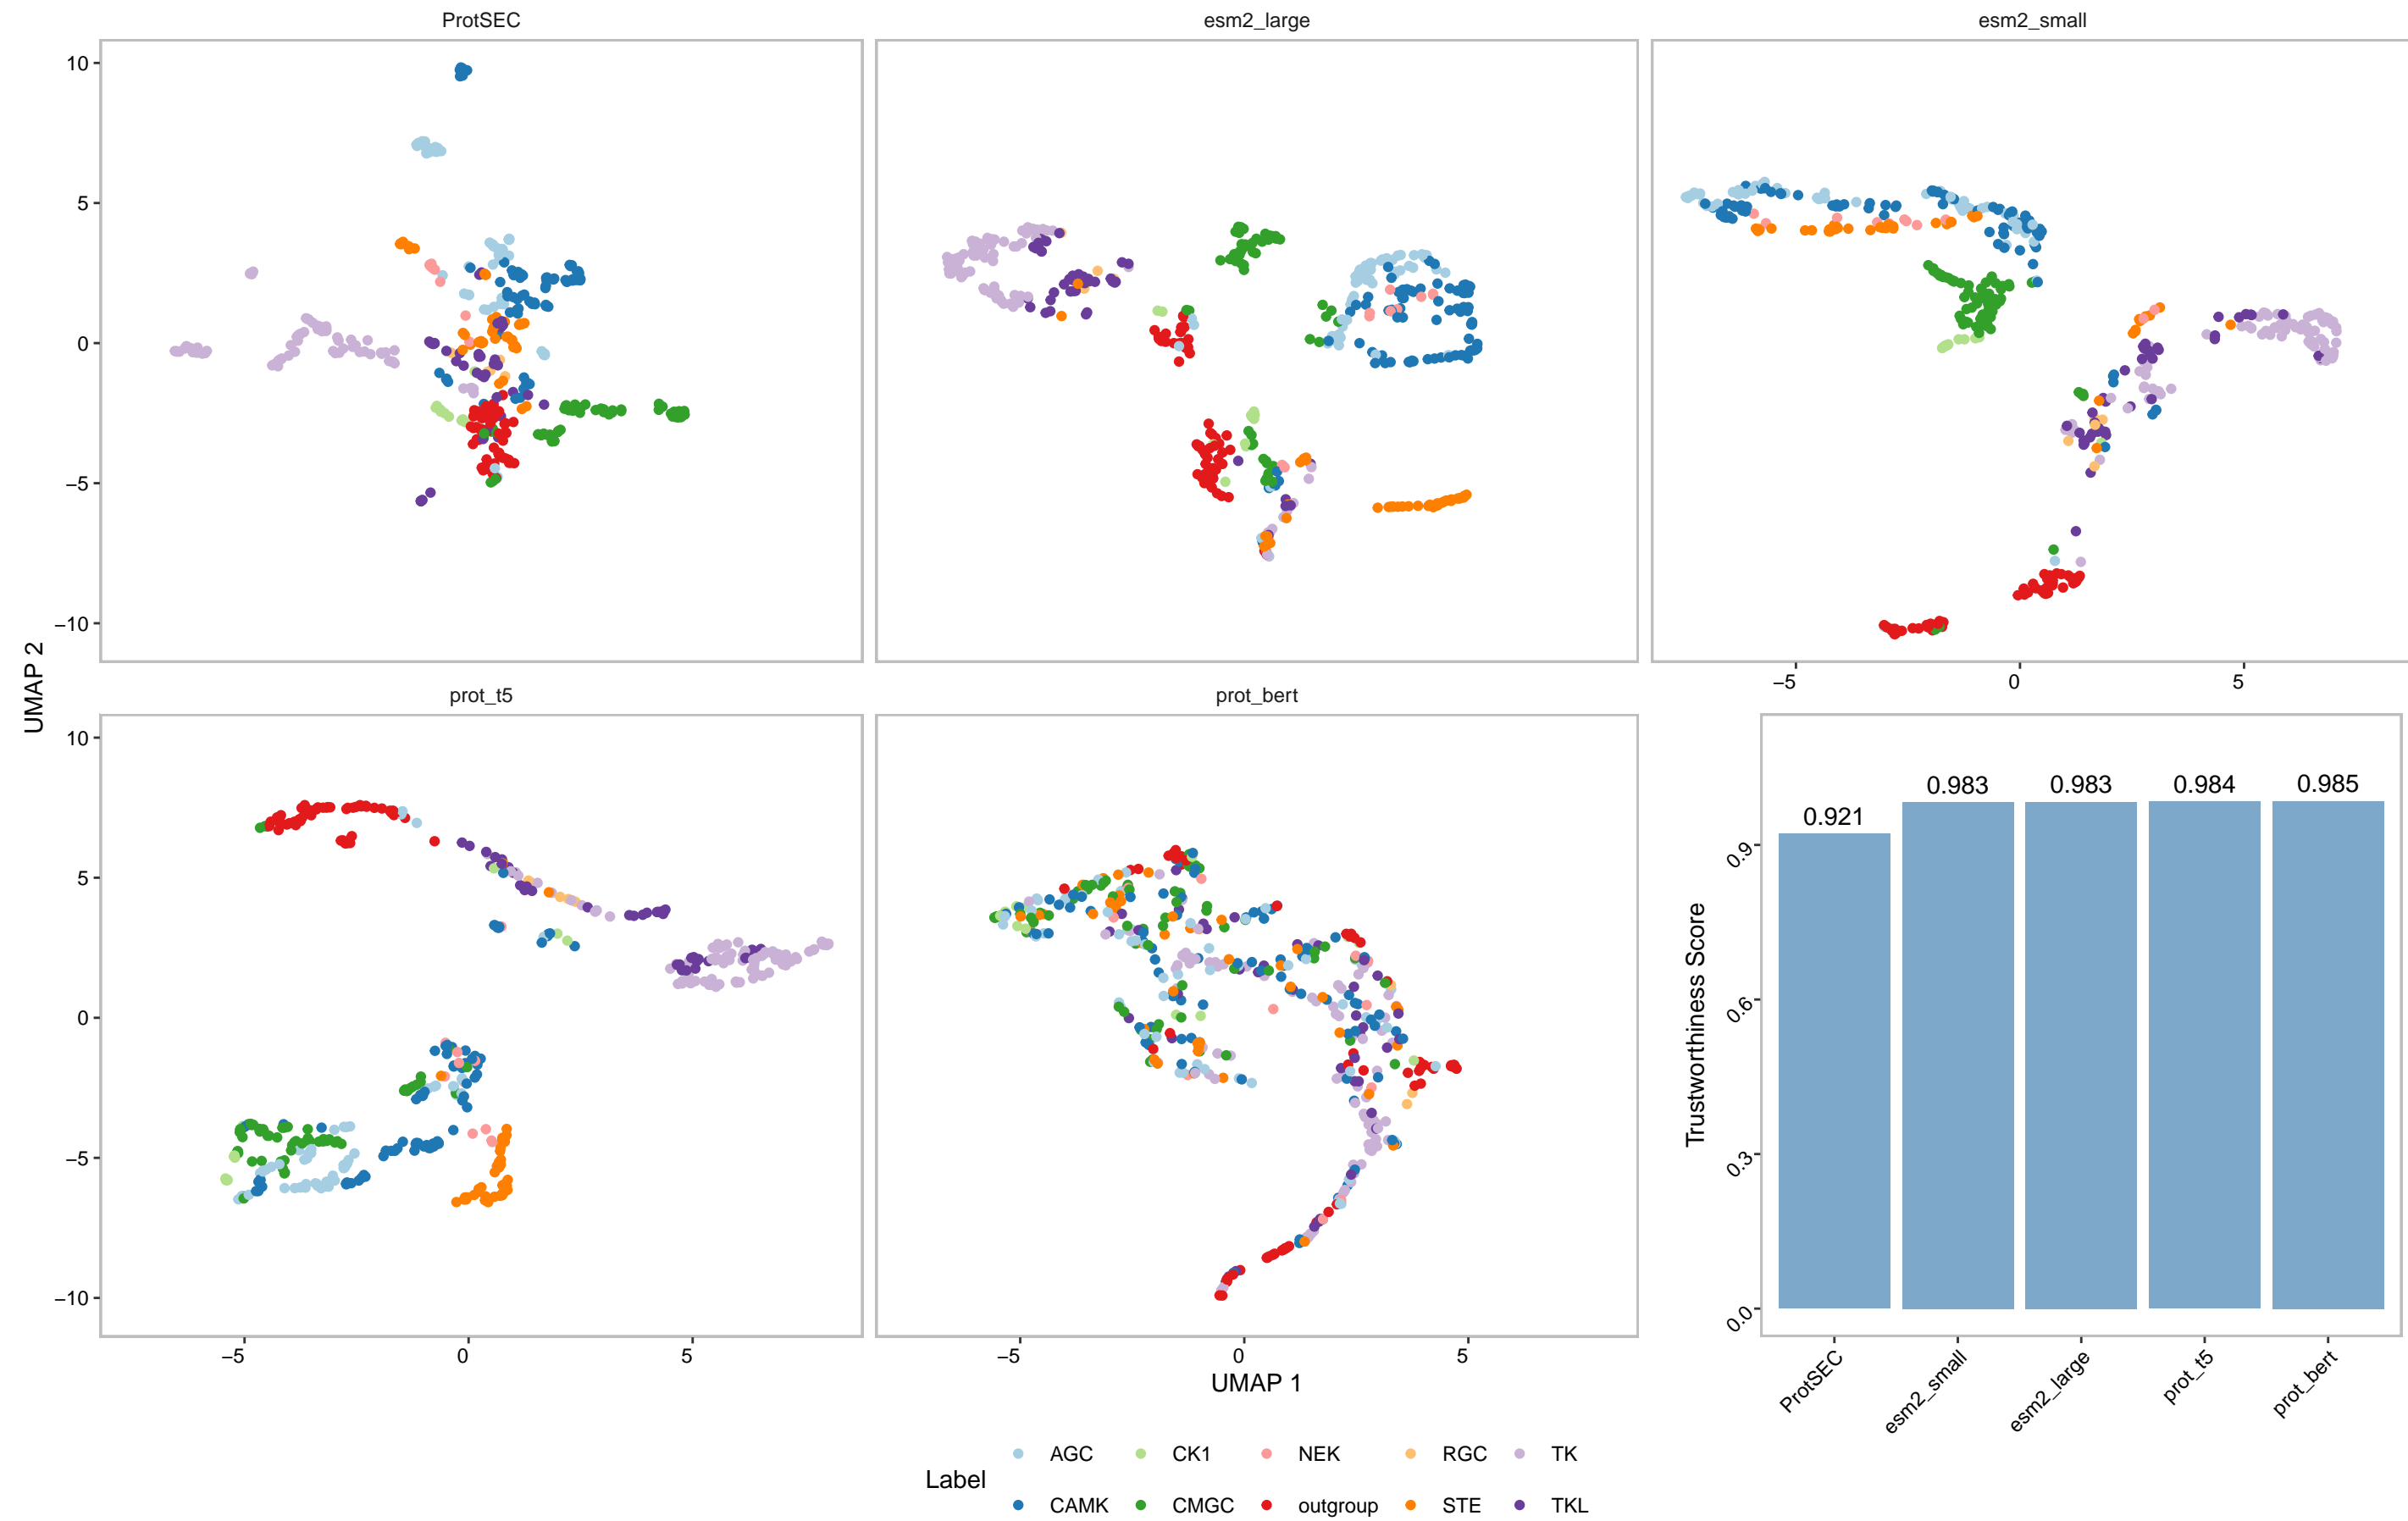 ProtSEC
esm2_large
esm2_small
10
5
0
−5
−10
−5
0
5
UMAP 2
prot_t5
prot_bert
10
5
0
−5
−10
−5
0
5
−5
0
5
UMAP 1
0.921
0.983
0.983
0.984
0.985
Trustworthiness Score
0.9
0.6
0.3
0.0
ProtSEC
esm2_small
esm2_large
prot_t5
prot_bert
Label
AGC
CK1
NEK
RGC
TK
CAMK
CMGC
outgroup
STE
TKL